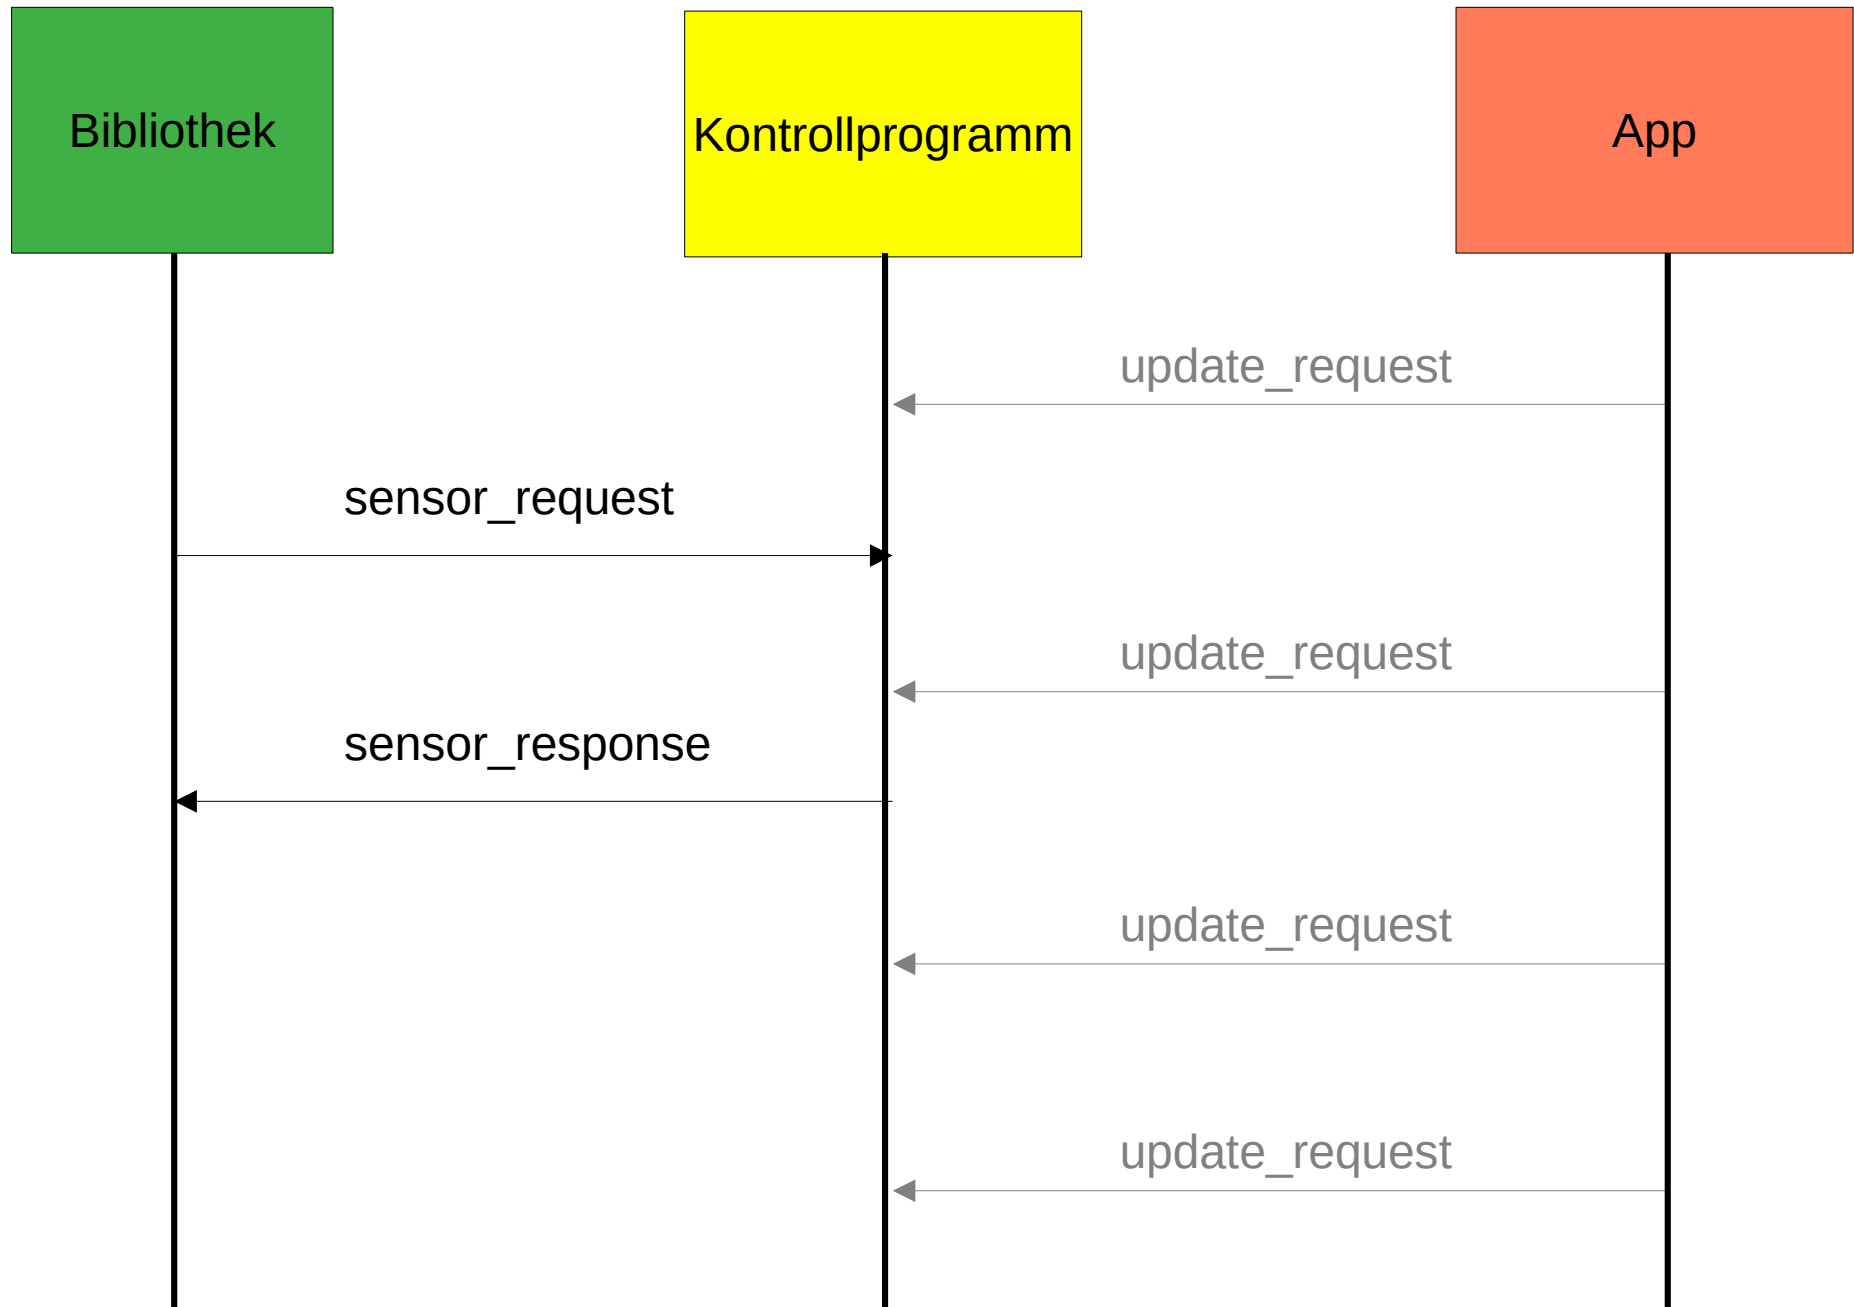 Bibliothek
Kontrollprogramm
App
update_request
sensor_request
update_request
sensor_response
update_request
update_request